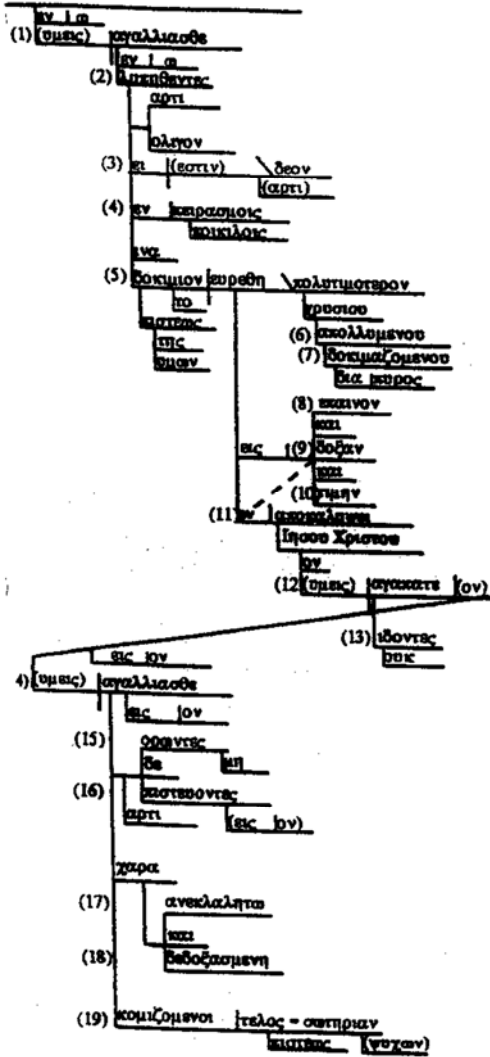 εν | ω
(1) (υμεις) αγαλλιασθε
εν | ω
(2) λυπηθεντες
αρτι
ολιγον
(3) ει (εστιν) δεον
(αρτι)
(4) εν πειρασμοις
ποικιλοις
ινα
(5) δοκιμιον ευρεθη πολυτιμοτερον
το χρυσιου
πιστεως (6) απολλυμενου
της (7) δοκιμαζομενου
υμων δια πυρος
(8) επαινον
και
εις (9) δοξαν
και
(10) τιμην
(11) εν αποκαλυψει
Ιησου Χριστου
ον
(12) (υμεις) αγαπατε (ον)
(13) ιδοντες
ουκ
εις ον
4) (υμεις) αγαλλιασθε
εις ον
(15) ορωντες
δε μη
(16) πιστευοντες
αρτι (εις ον)
χαρα
(17) ανεκλαλητω
και
(18) δεδοξασμενη
(19) κομιζομενοι τελος - σωτηριαν
πιστεως (ψυχων)